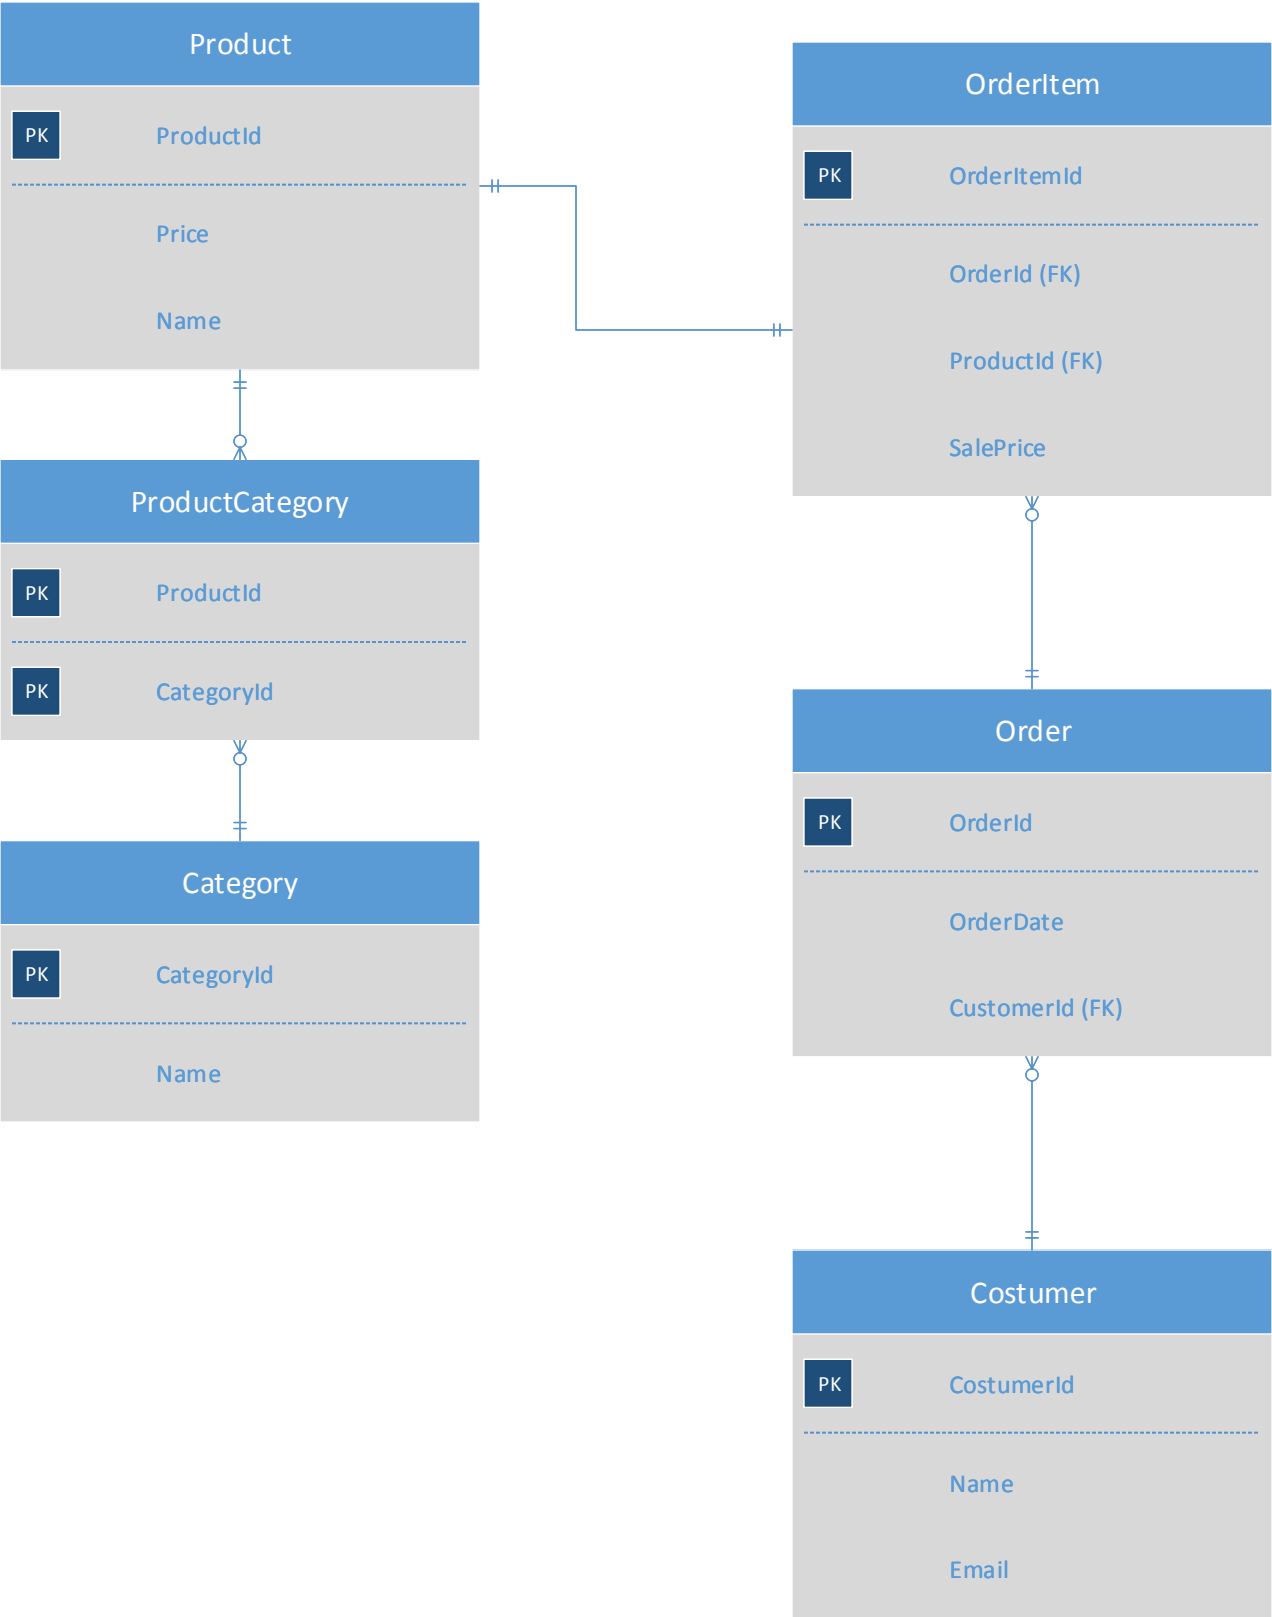 Product
PK ProductId
Price
Name
ProductCategory
PK ProductId
PK CategoryId
Category
PK CategoryId
Name
OrderItem
PK OrderItemId
OrderId (FK)
ProductId (FK)
SalePrice
Order
PK OrderId
OrderDate
CustomerId (FK)
Costumer
PK CostumerId
Name
Email